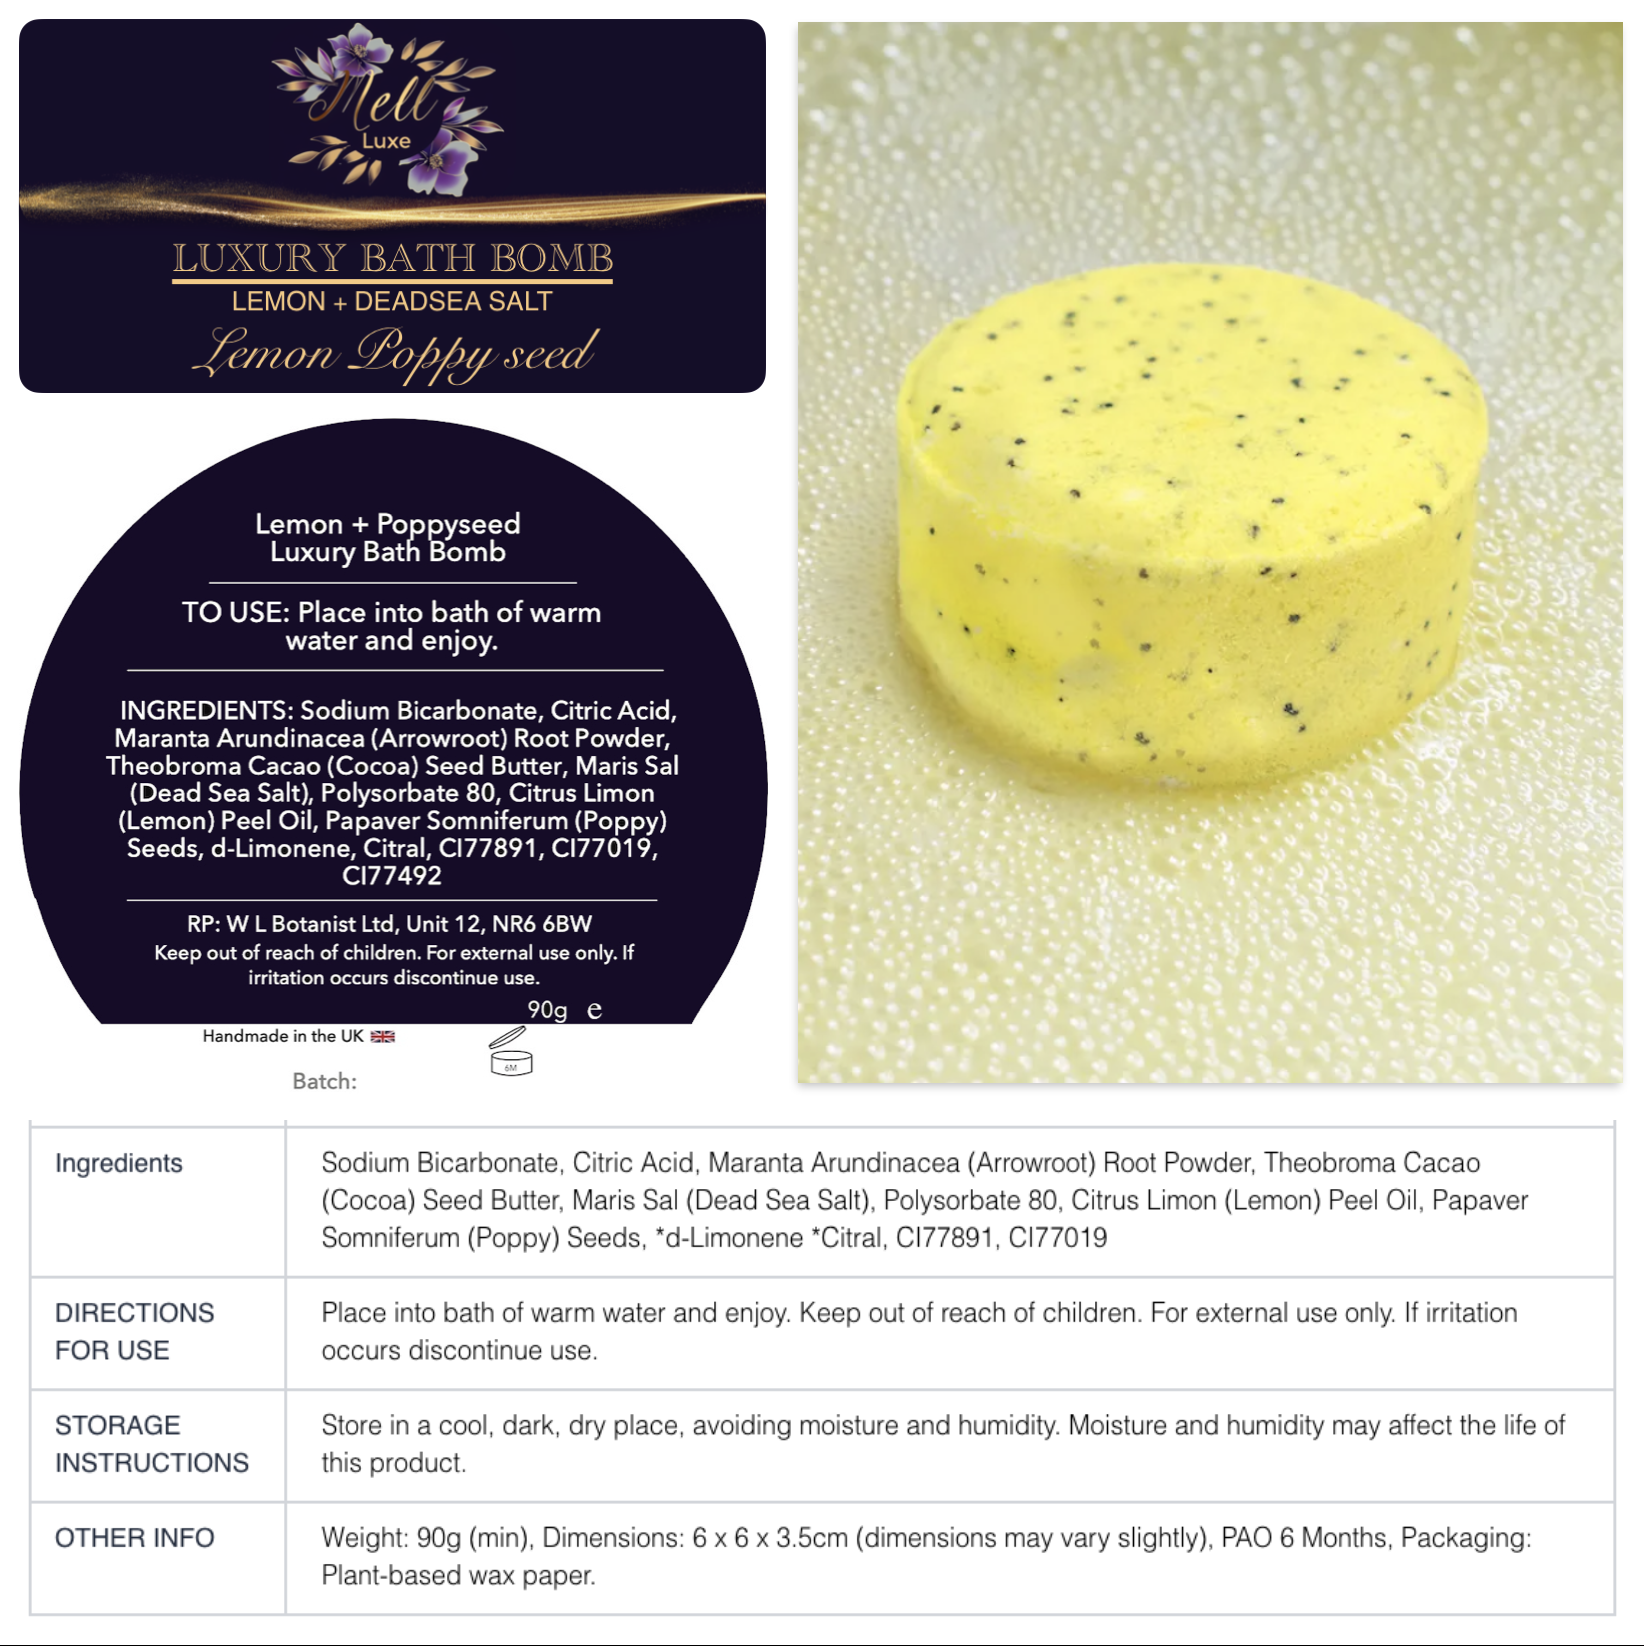 Mell
Luxe
LUXURY BATH BOMB
LEMON + DEADSEA SALT
Lemon Poppy seed
Lemon + Poppyseed
Luxury Bath Bomb
TO USE: Place into bath of warm
water and enjoy.
INGREDIENTS: Sodium Bicarbonate, Citric Acid,
Maranta Arundinacea (Arrowroot) Root Powder,
Theobroma Cacao (Cocoa) Seed Butter, Maris Sal
(Dead Sea Salt), Polysorbate 80, Citrus Limon
(Lemon) Peel Oil, Papaver Somniferum (Poppy)
Seeds, d-Limonene, Citral, CI77891, CI77019,
CI77492
RP: W L Botanist Ltd, Unit 12, NR6 6BW
Keep out of reach of children. For external use only. If
irritation occurs discontinue use.
90g e
Handmade in the UK
6M
Batch:
Ingredients
Sodium Bicarbonate, Citric Acid, Maranta Arundinacea (Arrowroot) Root Powder, Theobroma Cacao
(Cocoa) Seed Butter, Maris Sal (Dead Sea Salt), Polysorbate 80, Citrus Limon (Lemon) Peel Oil, Papaver
Somniferum (Poppy) Seeds, *d-Limonene *Citral, CI77891, CI77019
DIRECTIONS
FOR USE
Place into bath of warm water and enjoy. Keep out of reach of children. For external use only. If irritation
occurs discontinue use.
STORAGE
INSTRUCTIONS
Store in a cool, dark, dry place, avoiding moisture and humidity. Moisture and humidity may affect the life of
this product.
OTHER INFO
Weight: 90g (min), Dimensions: 6 x 6 x 3.5cm (dimensions may vary slightly), PAO 6 Months, Packaging:
Plant-based wax paper.